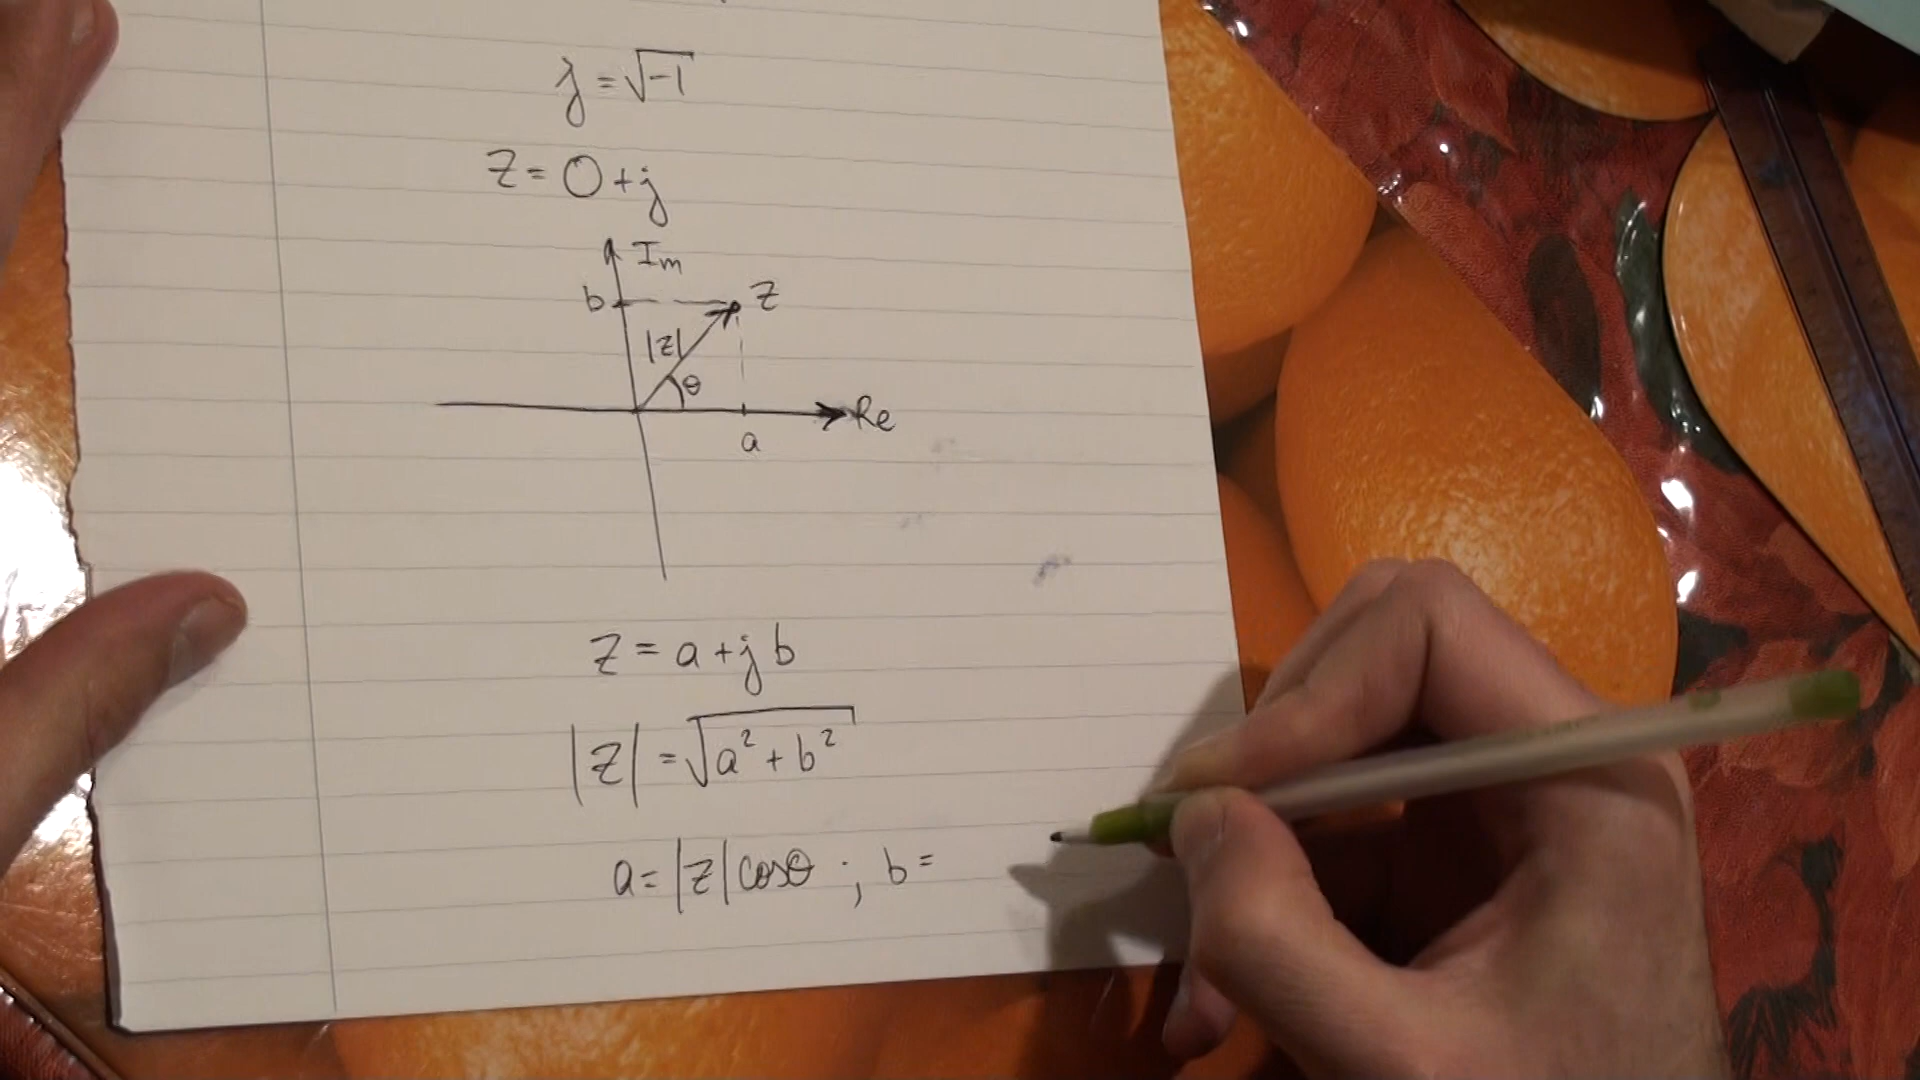 j = √-1
Z = 0 + j
Im
b Z
|Z|
θ
Re
a
Z = a + j b
|Z| = √a² + b²
a = |Z| cosθ ; b =